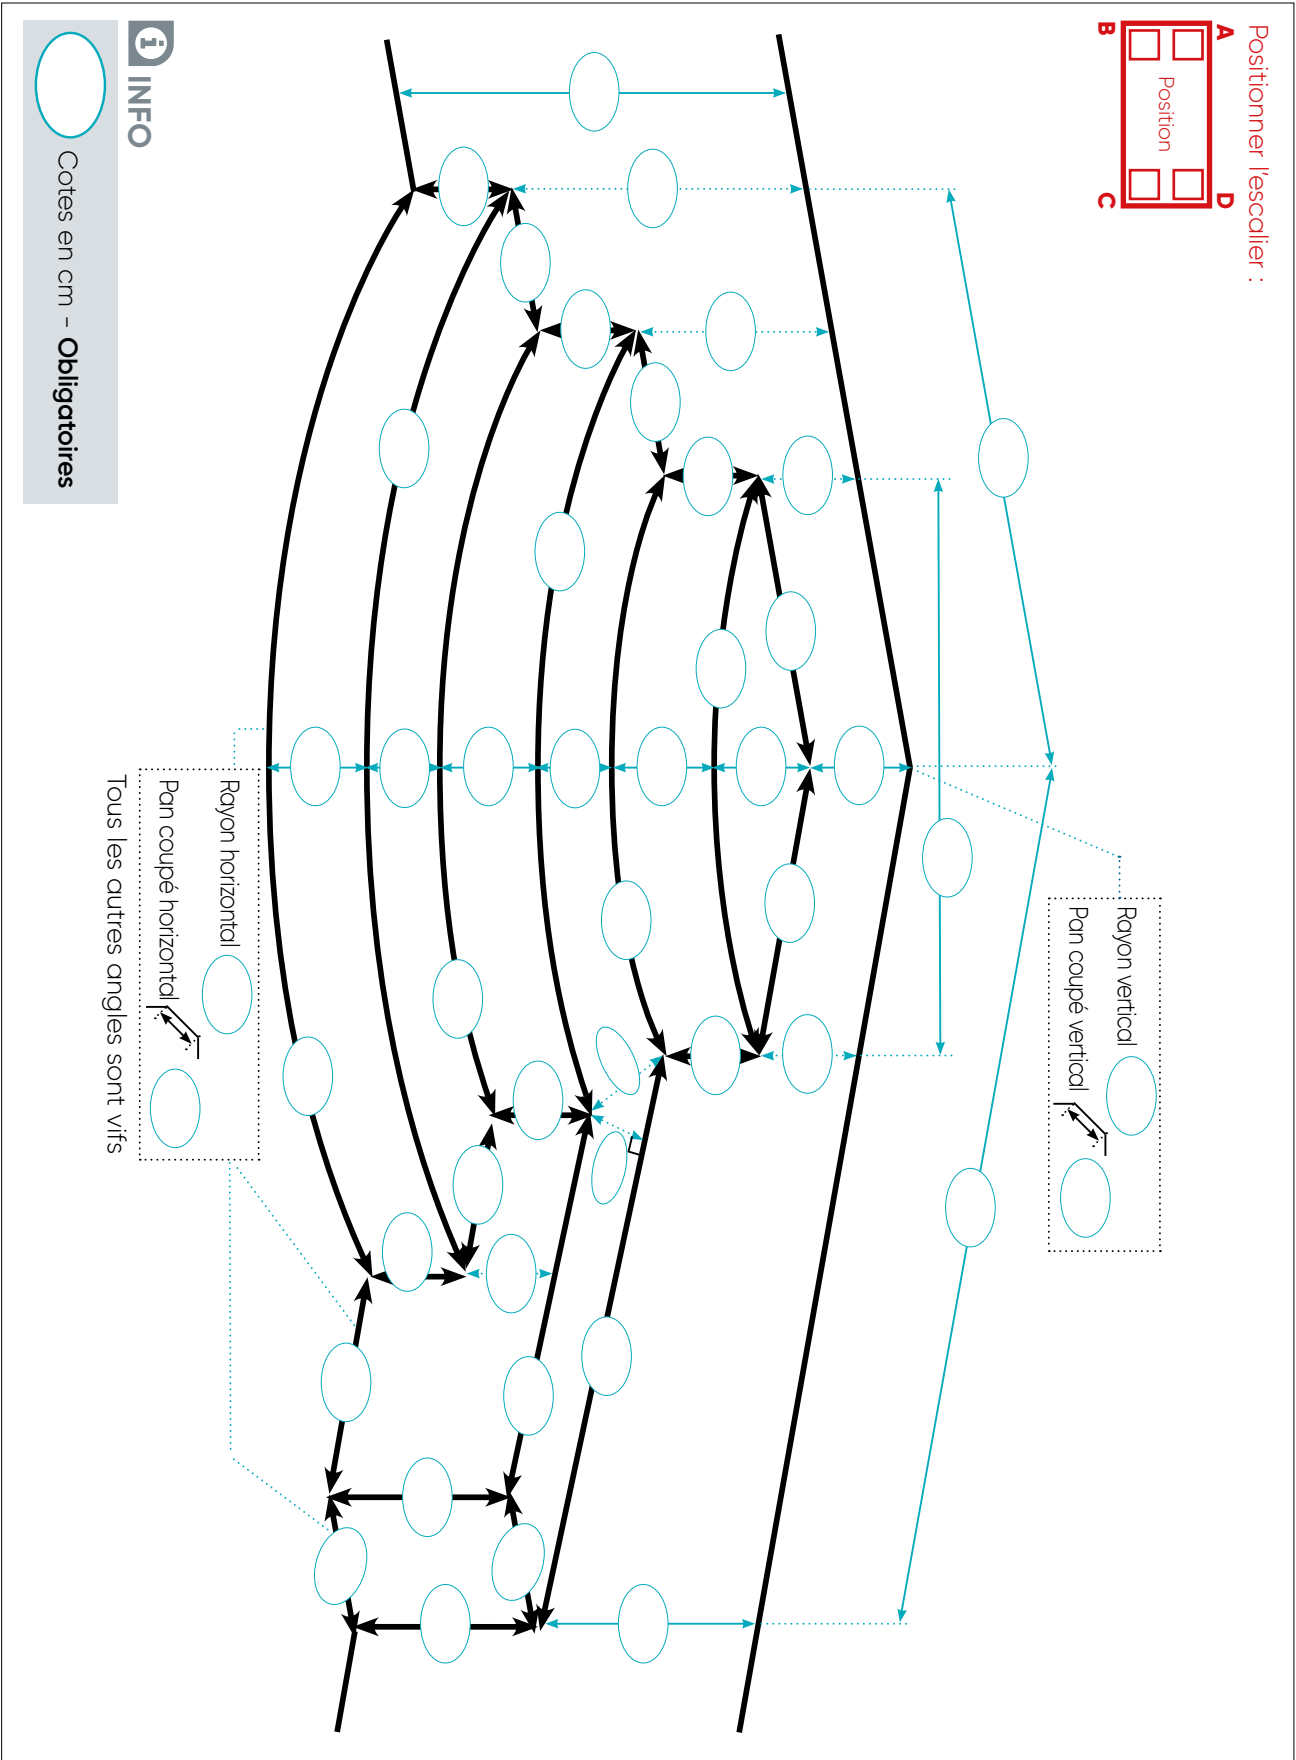 Positionner l'escalier :
A
D
Position
B
C
Rayon vertical
Pan coupé vertical
Rayon horizontal
Pan coupé horizontal
Tous les autres angles sont vifs
i INFO
Cotes en cm - Obligatoires